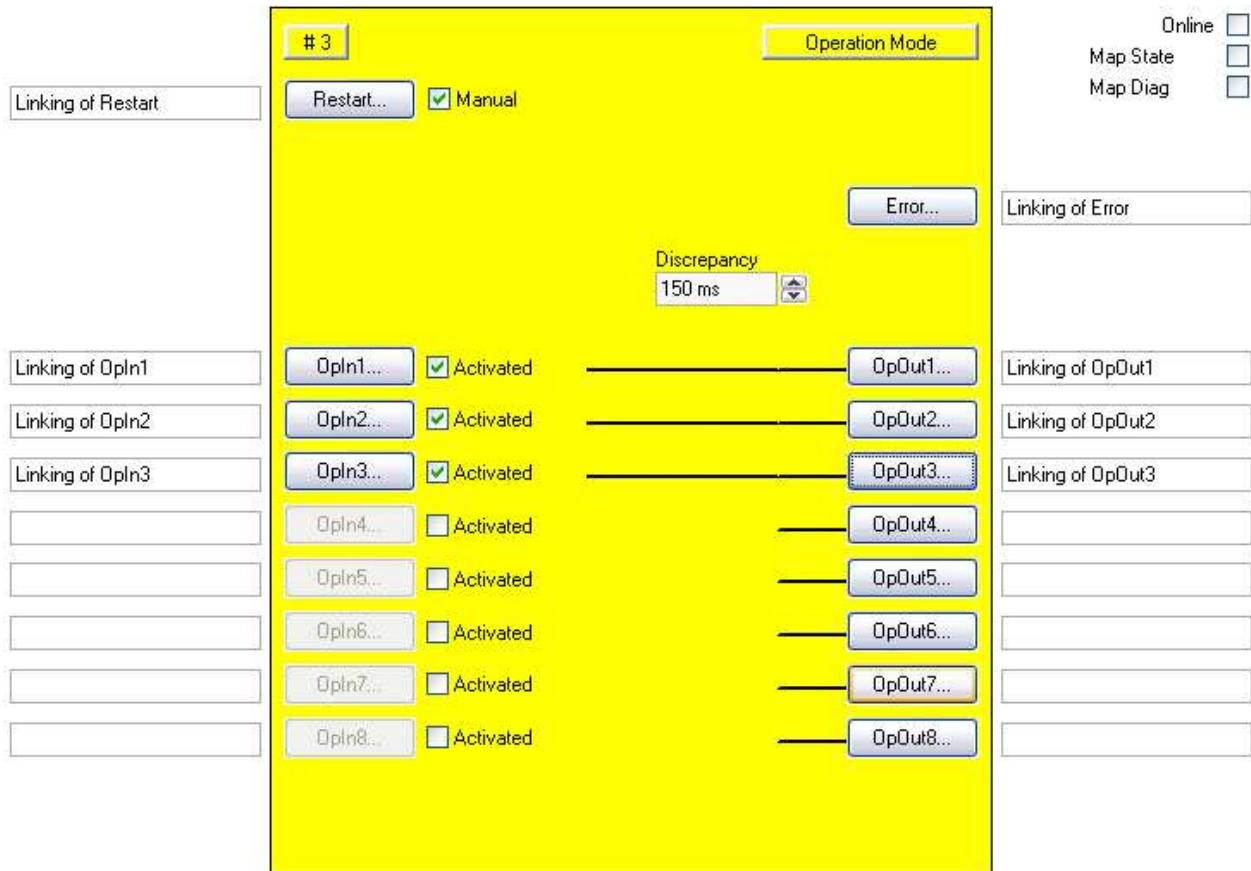 # 3
Operation Mode
Online
Map State
Map Diag
Linking of Restart
Restart...
Manual
Error...
Linking of Error
Discrepancy
150 ms
Linking of OpIn1
OpIn1...
Activated
OpOut1...
Linking of OpOut1
Linking of OpIn2
OpIn2...
Activated
OpOut2...
Linking of OpOut2
Linking of OpIn3
OpIn3...
Activated
OpOut3...
Linking of OpOut3
OpIn4...
Activated
OpOut4...
OpIn5...
Activated
OpOut5...
OpIn6...
Activated
OpOut6...
OpIn7...
Activated
OpOut7...
OpIn8...
Activated
OpOut8...